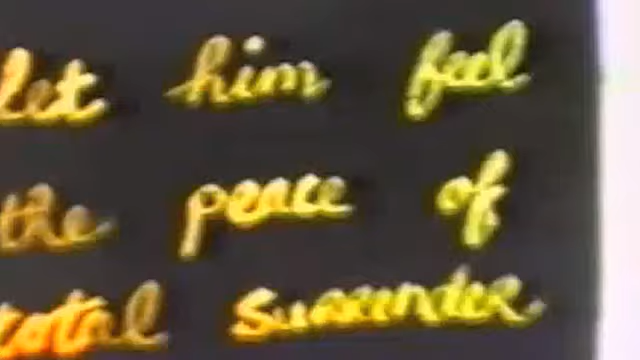 let him feel
the peace of
total surrender